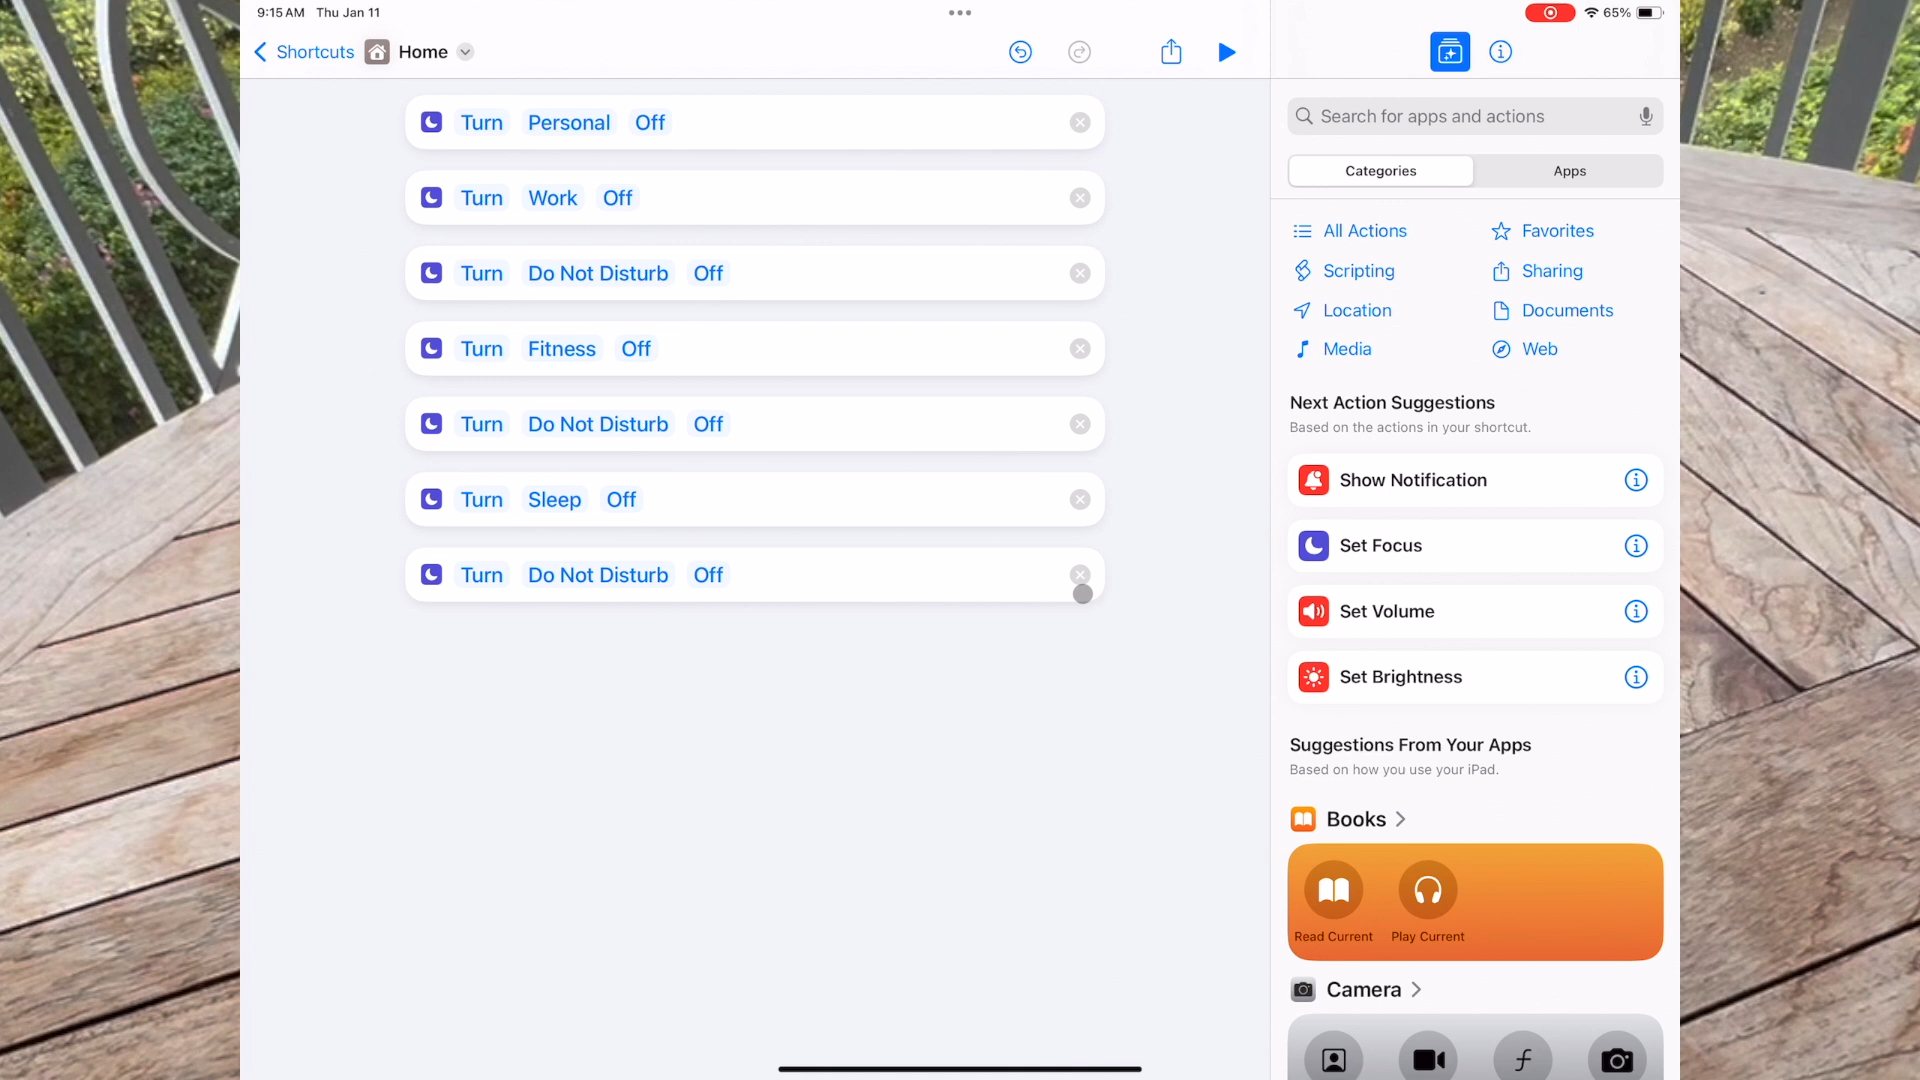 9:15 AM Thu Jan 11
65%
Shortcuts Home
Turn Personal Off
Turn Work Off
Turn Do Not Disturb Off
Turn Fitness Off
Turn Do Not Disturb Off
Turn Sleep Off
Turn Do Not Disturb Off
Search for apps and actions
Categories Apps
All Actions Favorites
Scripting Sharing
Location Documents
Media Web
Next Action Suggestions
Based on the actions in your shortcut.
Show Notification
Set Focus
Set Volume
Set Brightness
Suggestions From Your Apps
Based on how you use your iPad.
Books
Read Current Play Current
Camera